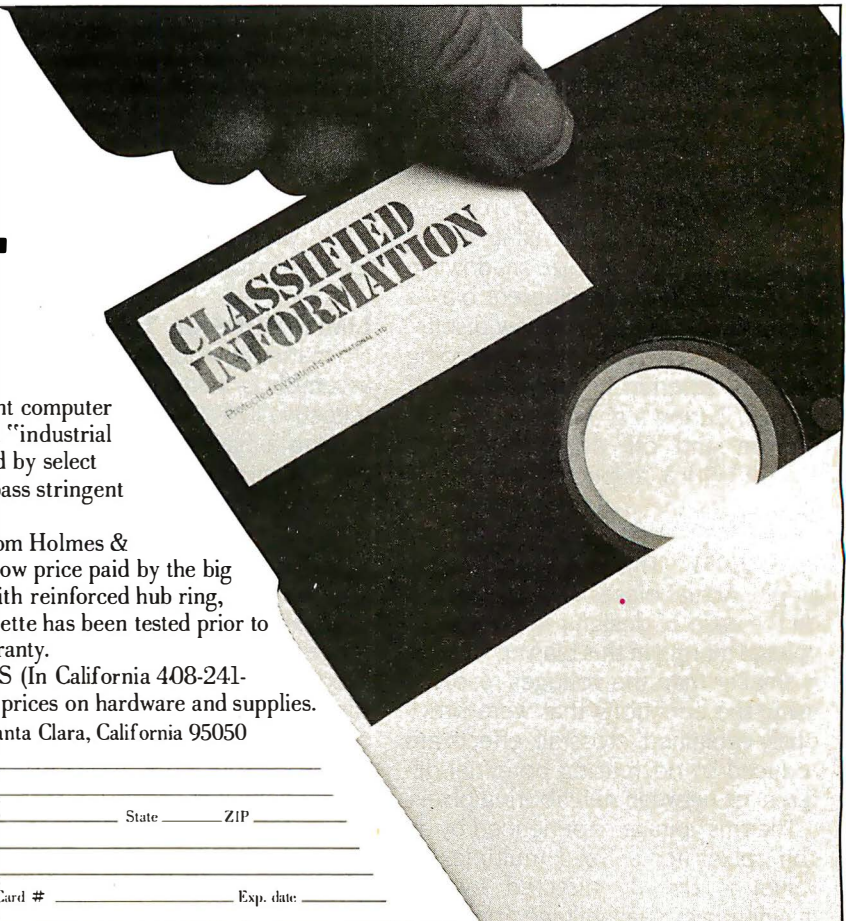 CLASSIFIED
INFORMATION
Protected by patents INTERNATIONAL LTD
nt computer
"industrial
d by select
pass stringent
om Holmes &
ow price paid by the big
ith reinforced hub ring,
ette has been tested prior to
ranty.
S (In California 408-241-
prices on hardware and supplies.
anta Clara, California 95050
State ZIP
Card # Exp. date